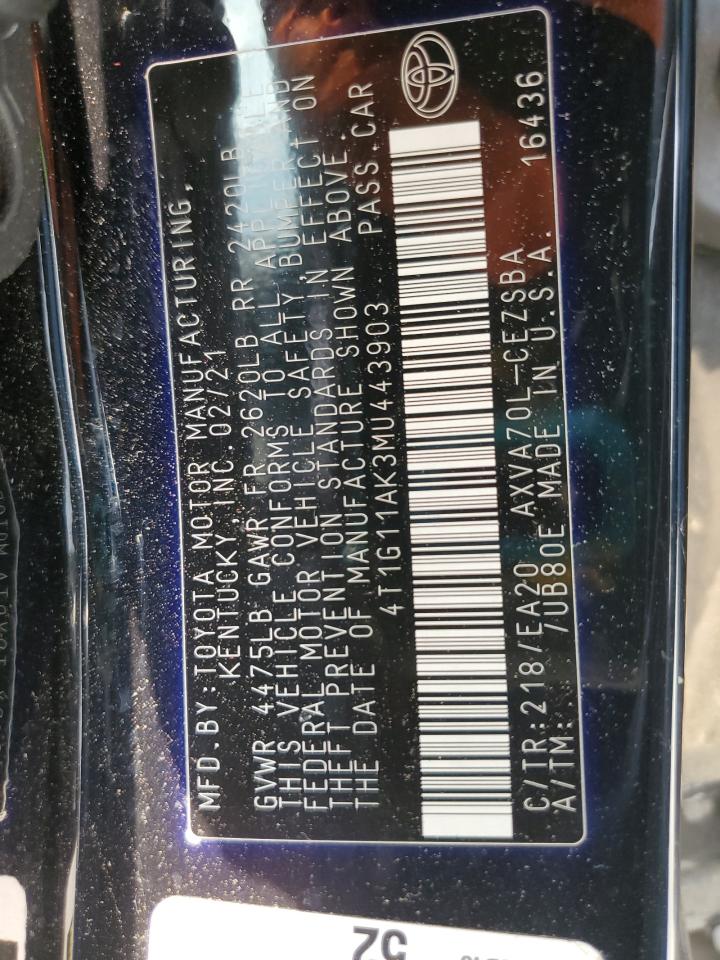 MFD.BY:TOYOTA MOTOR MANUFACTURING,
KENTUCKY,INC. 02/21
GVWR 4475LB GAWR FR 2620LB RR 2420LB
THIS VEHICLE CONFORMS TO ALL APPLICABLE
FEDERAL MOTOR VEHICLE SAFETY, BUMPER, AND
THEFT PREVENTION STANDARDS IN EFFECT ON
THE DATE OF MANUFACTURE SHOWN ABOVE.
4T1G11AK3MU443903 PASS.CAR
C/TR:218/EA20 AXVA70L-CEZSBA
A/TM: /UB80E MADE IN U.S.A. 16436
52